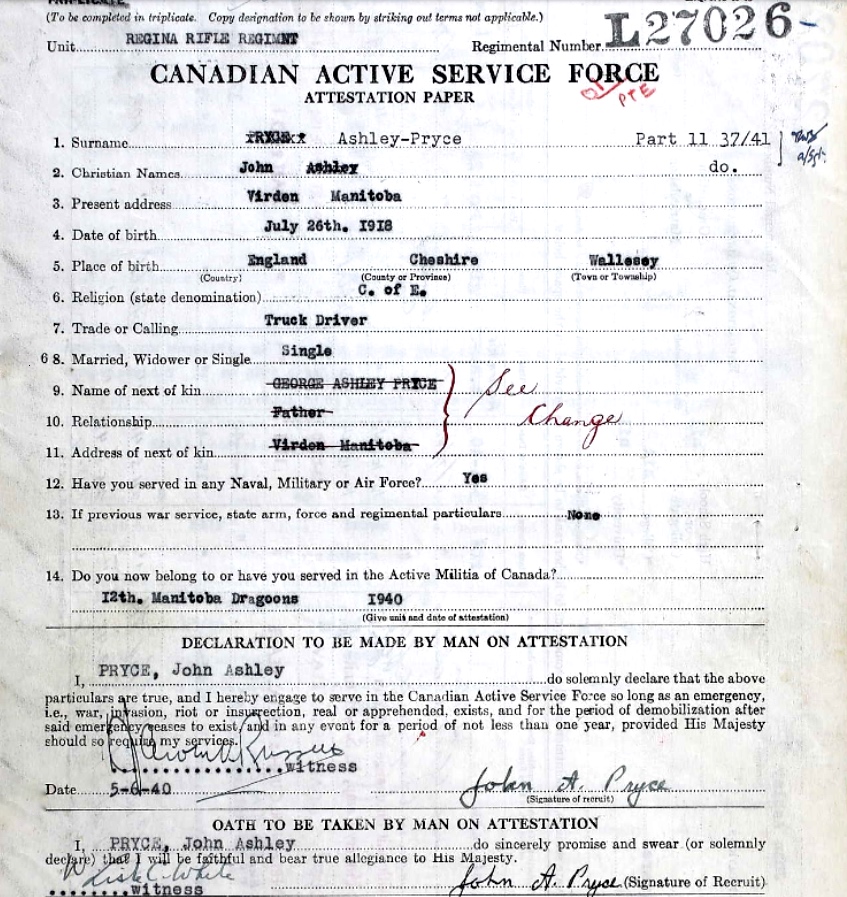 (To be completed in triplicate. Copy designation to be shown by striking out terms not applicable.)
Unit REGINA RIFLE REGIMNT Regimental Number L27026-
CANADIAN ACTIVE SERVICE FORCE
ATTESTATION PAPER
PTE
1. Surname PRYCE Ashley-Pryce Part 11 37/41
a/Sgt.
2. Christian Names John Ashley do.
3. Present address Virden Manitoba
4. Date of birth July 26th. I9I8
5. Place of birth England Cheshire Wallesey
(Country) (County or Province) (Town or Township)
6. Religion (state denomination) C. of E.
7. Trade or Calling Truck Driver
6 8. Married, Widower or Single Single
9. Name of next of kin GEORGE ASHLEY PRYCE
See Change
10. Relationship Father
11. Address of next of kin Virden Manitoba
12. Have you served in any Naval, Military or Air Force? Yes
13. If previous war service, state arm, force and regimental particulars None
14. Do you now belong to or have you served in the Active Militia of Canada?
I2th. Manitoba Dragoons I940
(Give unit and date of attestation)
DECLARATION TO BE MADE BY MAN ON ATTESTATION
I, PRYCE, John Ashley do solemnly declare that the above
particulars are true, and I hereby engage to serve in the Canadian Active Service Force so long as an emergency,
i.e., war, invasion, riot or insurrection, real or apprehended, exists, and for the period of demobilization after
said emergency ceases to exist, and in any event for a period of not less than one year, provided His Majesty
should so require my services.
witness
Date 5-6-40 John A. Pryce
(Signature of recruit)
OATH TO BE TAKEN BY MAN ON ATTESTATION
I, PRYCE, John Ashley do sincerely promise and swear (or solemnly
declare) that I will be faithful and bear true allegiance to His Majesty.
witness John A. Pryce (Signature of Recruit)